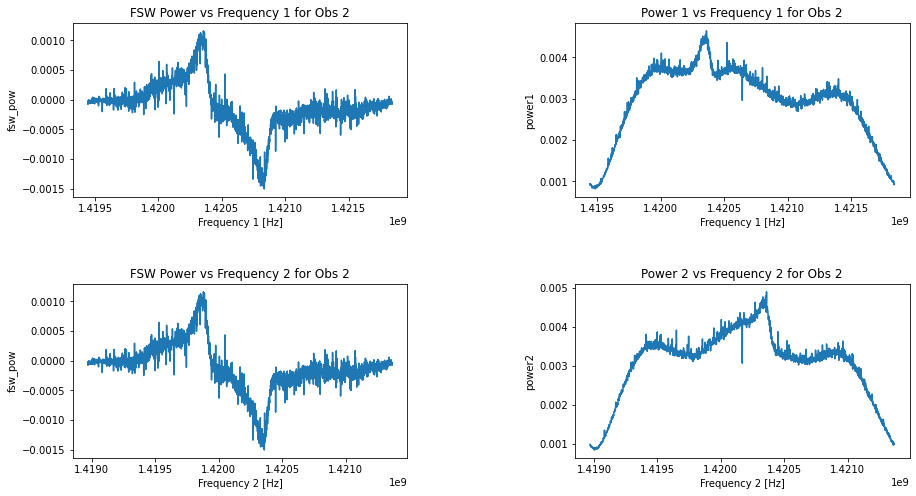 FSW Power vs Frequency 1 for Obs 2
fsw_pow
0.0010
0.0005
0.0000
−0.0005
−0.0010
−0.0015
1.4195 1.4200 1.4205 1.4210 1.4215
1e9
Frequency 1 [Hz]
Power 1 vs Frequency 1 for Obs 2
power1
0.004
0.003
0.002
0.001
1.4195 1.4200 1.4205 1.4210 1.4215
1e9
Frequency 1 [Hz]
FSW Power vs Frequency 2 for Obs 2
fsw_pow
0.0010
0.0005
0.0000
−0.0005
−0.0010
−0.0015
1.4190 1.4195 1.4200 1.4205 1.4210
1e9
Frequency 2 [Hz]
Power 2 vs Frequency 2 for Obs 2
power2
0.005
0.004
0.003
0.002
0.001
1.4190 1.4195 1.4200 1.4205 1.4210
1e9
Frequency 2 [Hz]